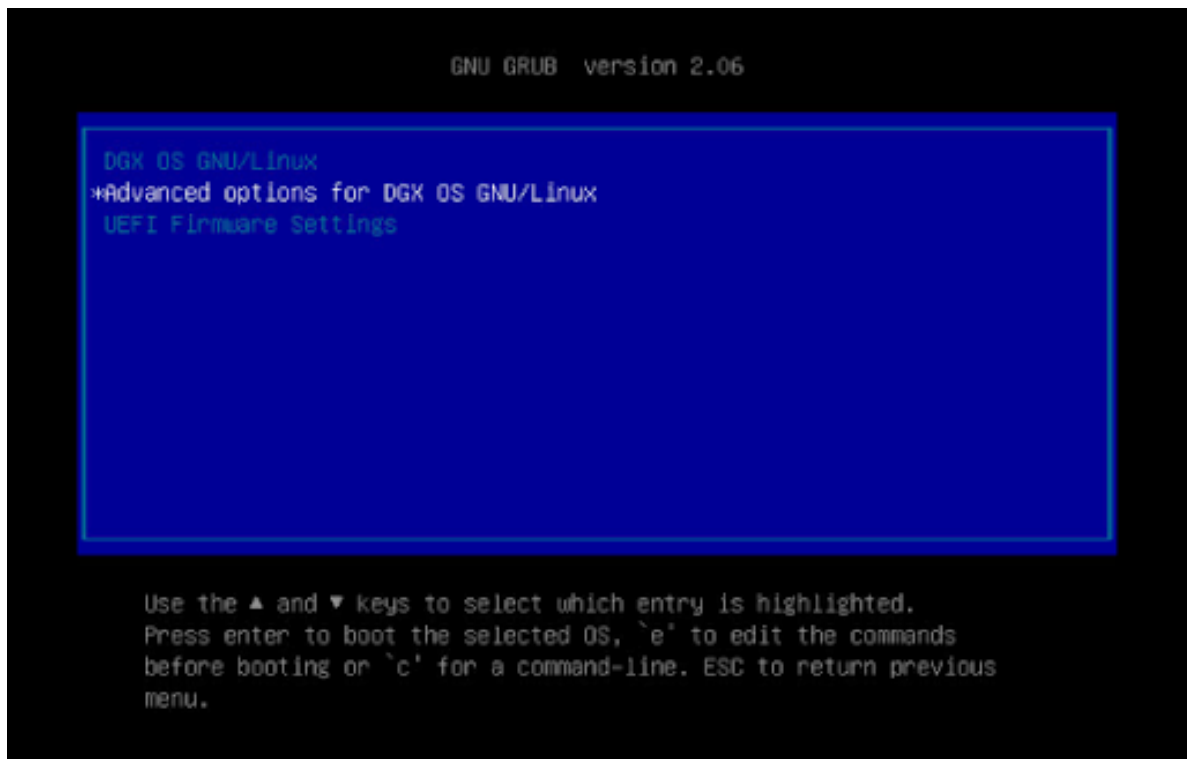 GNU GRUB version 2.06
DGX OS GNU/Linux
*Advanced options for DGX OS GNU/Linux
UEFI Firmware Settings
Use the ▲ and ▼ keys to select which entry is highlighted.
Press enter to boot the selected OS, `e' to edit the commands
before booting or `c' for a command-line. ESC to return previous
menu.